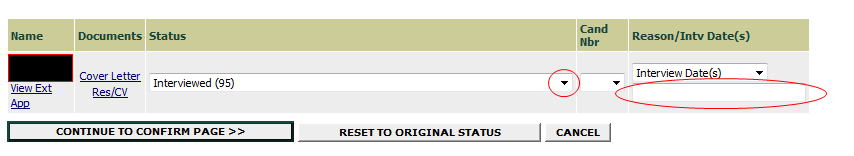 Name Documents Status Cand Nbr Reason/Intv Date(s)
View Ext App
Cover Letter
Res/CV
Interviewed (95)
Interview Date(s)
CONTINUE TO CONFIRM PAGE >> RESET TO ORIGINAL STATUS CANCEL